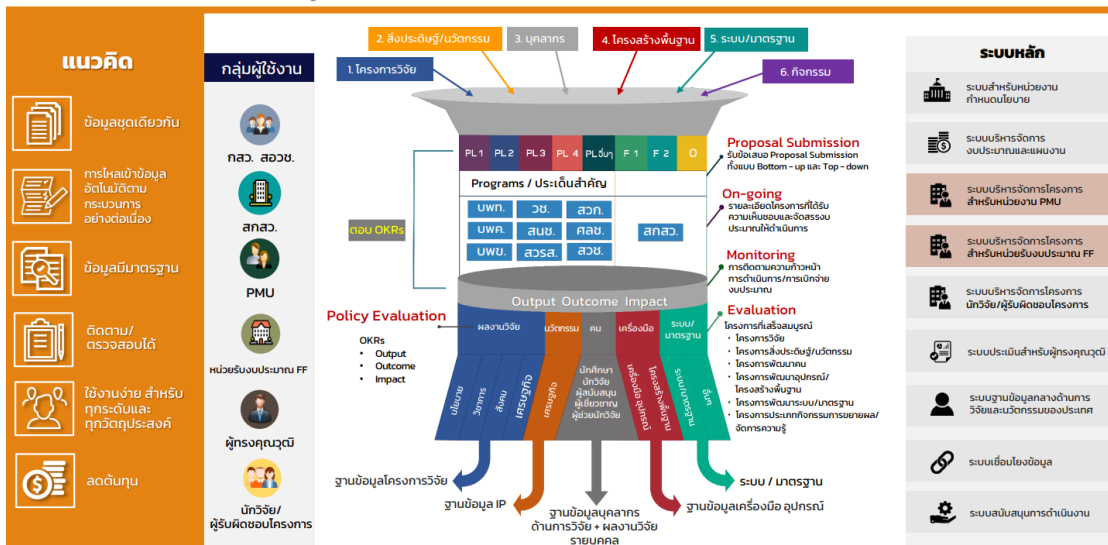 แนวคิด
ข้อมูลชุดเดียวกัน
การไหลเข้าข้อมูล
อัตโนมัติตาม
กระบวนการ
อย่างต่อเนื่อง
ข้อมูลมีมาตรฐาน
ติดตาม/
ตรวจสอบได้
ใช้งานง่าย สำหรับ
ทุกระดับและ
ทุกวัตถุประสงค์
ลดต้นทุน
กลุ่มผู้ใช้งาน
กสว. สอวช.
สกสว.
PMU
หน่วยรับงบประมาณ FF
ผู้ทรงคุณวุฒิ
นักวิจัย/
ผู้รับผิดชอบโครงการ
2. สิ่งประดิษฐ์/นวัตกรรม
3. บุคลากร
4. โครงสร้างพื้นฐาน
5. ระบบ/มาตรฐาน
1. โครงการวิจัย
6. กิจกรรม
PL1 PL2 PL3 PL 4 PLอื่นๆ F 1 F 2 O
Programs / ประเด็นสำคัญ
บพท. วช. สวก.
บพค. สนช. ศลช. สกสว.
บพข. สวรส. สวช.
ตอบ OKRs
Output Outcome Impact
Proposal Submission
รับข้อเสนอ Proposal Submission
ทั้งแบบ Bottom – up และ Top – down
On-going
รายละเอียดโครงการที่ได้รับ
ความเห็นชอบและจัดสรรงบ
ประมาณให้ดำเนินการ
Monitoring
การติดตามความก้าวหน้า
การดำเนินการ/การเบิกจ่าย
งบประมาณ
Evaluation
โครงการที่เสร็จสมบูรณ์
• โครงการวิจัย
• โครงการสิ่งประดิษฐ์/นวัตกรรม
• โครงการพัฒนาคน
• โครงการพัฒนาอุปกรณ์/
โครงสร้างพื้นฐาน
• โครงการพัฒนาระบบ/มาตรฐาน
• โครงการประเภทกิจกรรมการขยายผล/
จัดการความรู้
Policy Evaluation
OKRs
• Output
• Outcome
• Impact
ผลงานวิจัย นวัตกรรม คน เครื่องมือ ระบบ/
มาตรฐาน
นโยบาย
วิชาการ
สังคม
เศรษฐกิจ
เศรษฐกิจ
นักศึกษา
นักวิจัย
ผู้สนับสนุน
ผู้เชี่ยวชาญ
ผู้ช่วยนักวิจัย
เครื่องมือ อุปกรณ์
โครงสร้างพื้นฐาน
ระบบ/มาตรฐาน
อื่นๆ
ฐานข้อมูลโครงการวิจัย
ฐานข้อมูล IP
ฐานข้อมูลบุคลากร
ด้านการวิจัย + ผลงานวิจัย
รายบุคคล
ฐานข้อมูลเครื่องมือ อุปกรณ์
ระบบ / มาตรฐาน
ระบบหลัก
ระบบสำหรับหน่วยงาน
กำหนดนโยบาย
ระบบบริหารจัดการ
งบประมาณและแผนงาน
ระบบบริหารจัดการโครงการ
สำหรับหน่วยงาน PMU
ระบบบริหารจัดการโครงการ
สำหรับหน่วยรับงบประมาณ FF
ระบบบริหารจัดการโครงการ
นักวิจัย/ผู้รับผิดชอบโครงการ
ระบบประเมินสำหรับผู้ทรงคุณวุฒิ
ระบบฐานข้อมูลกลางด้านการ
วิจัยและนวัตกรรมของประเทศ
ระบบเชื่อมโยงข้อมูล
ระบบสนับสนุนการดำเนินงาน